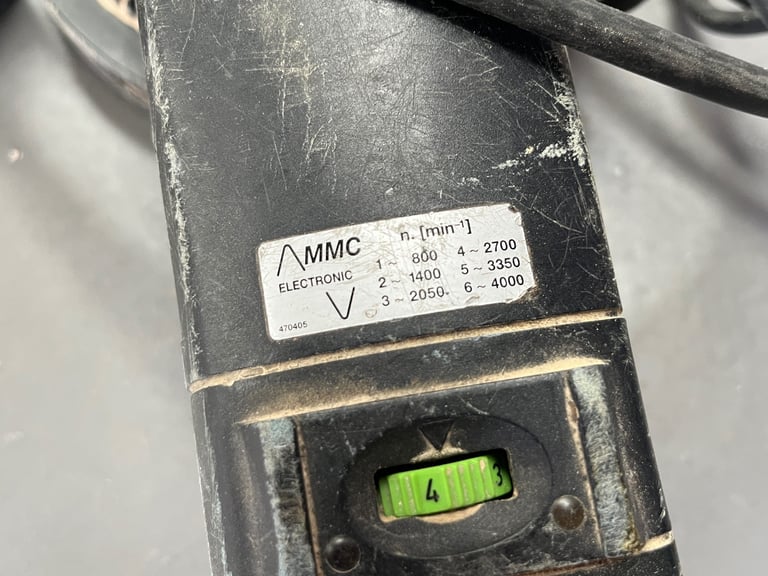 MMC
ELECTRONIC
470405
n. [min-1]
1 ~ 800 4 ~ 2700
2 ~ 1400 5 ~ 3350
3 ~ 2050 6 ~ 4000
4 3